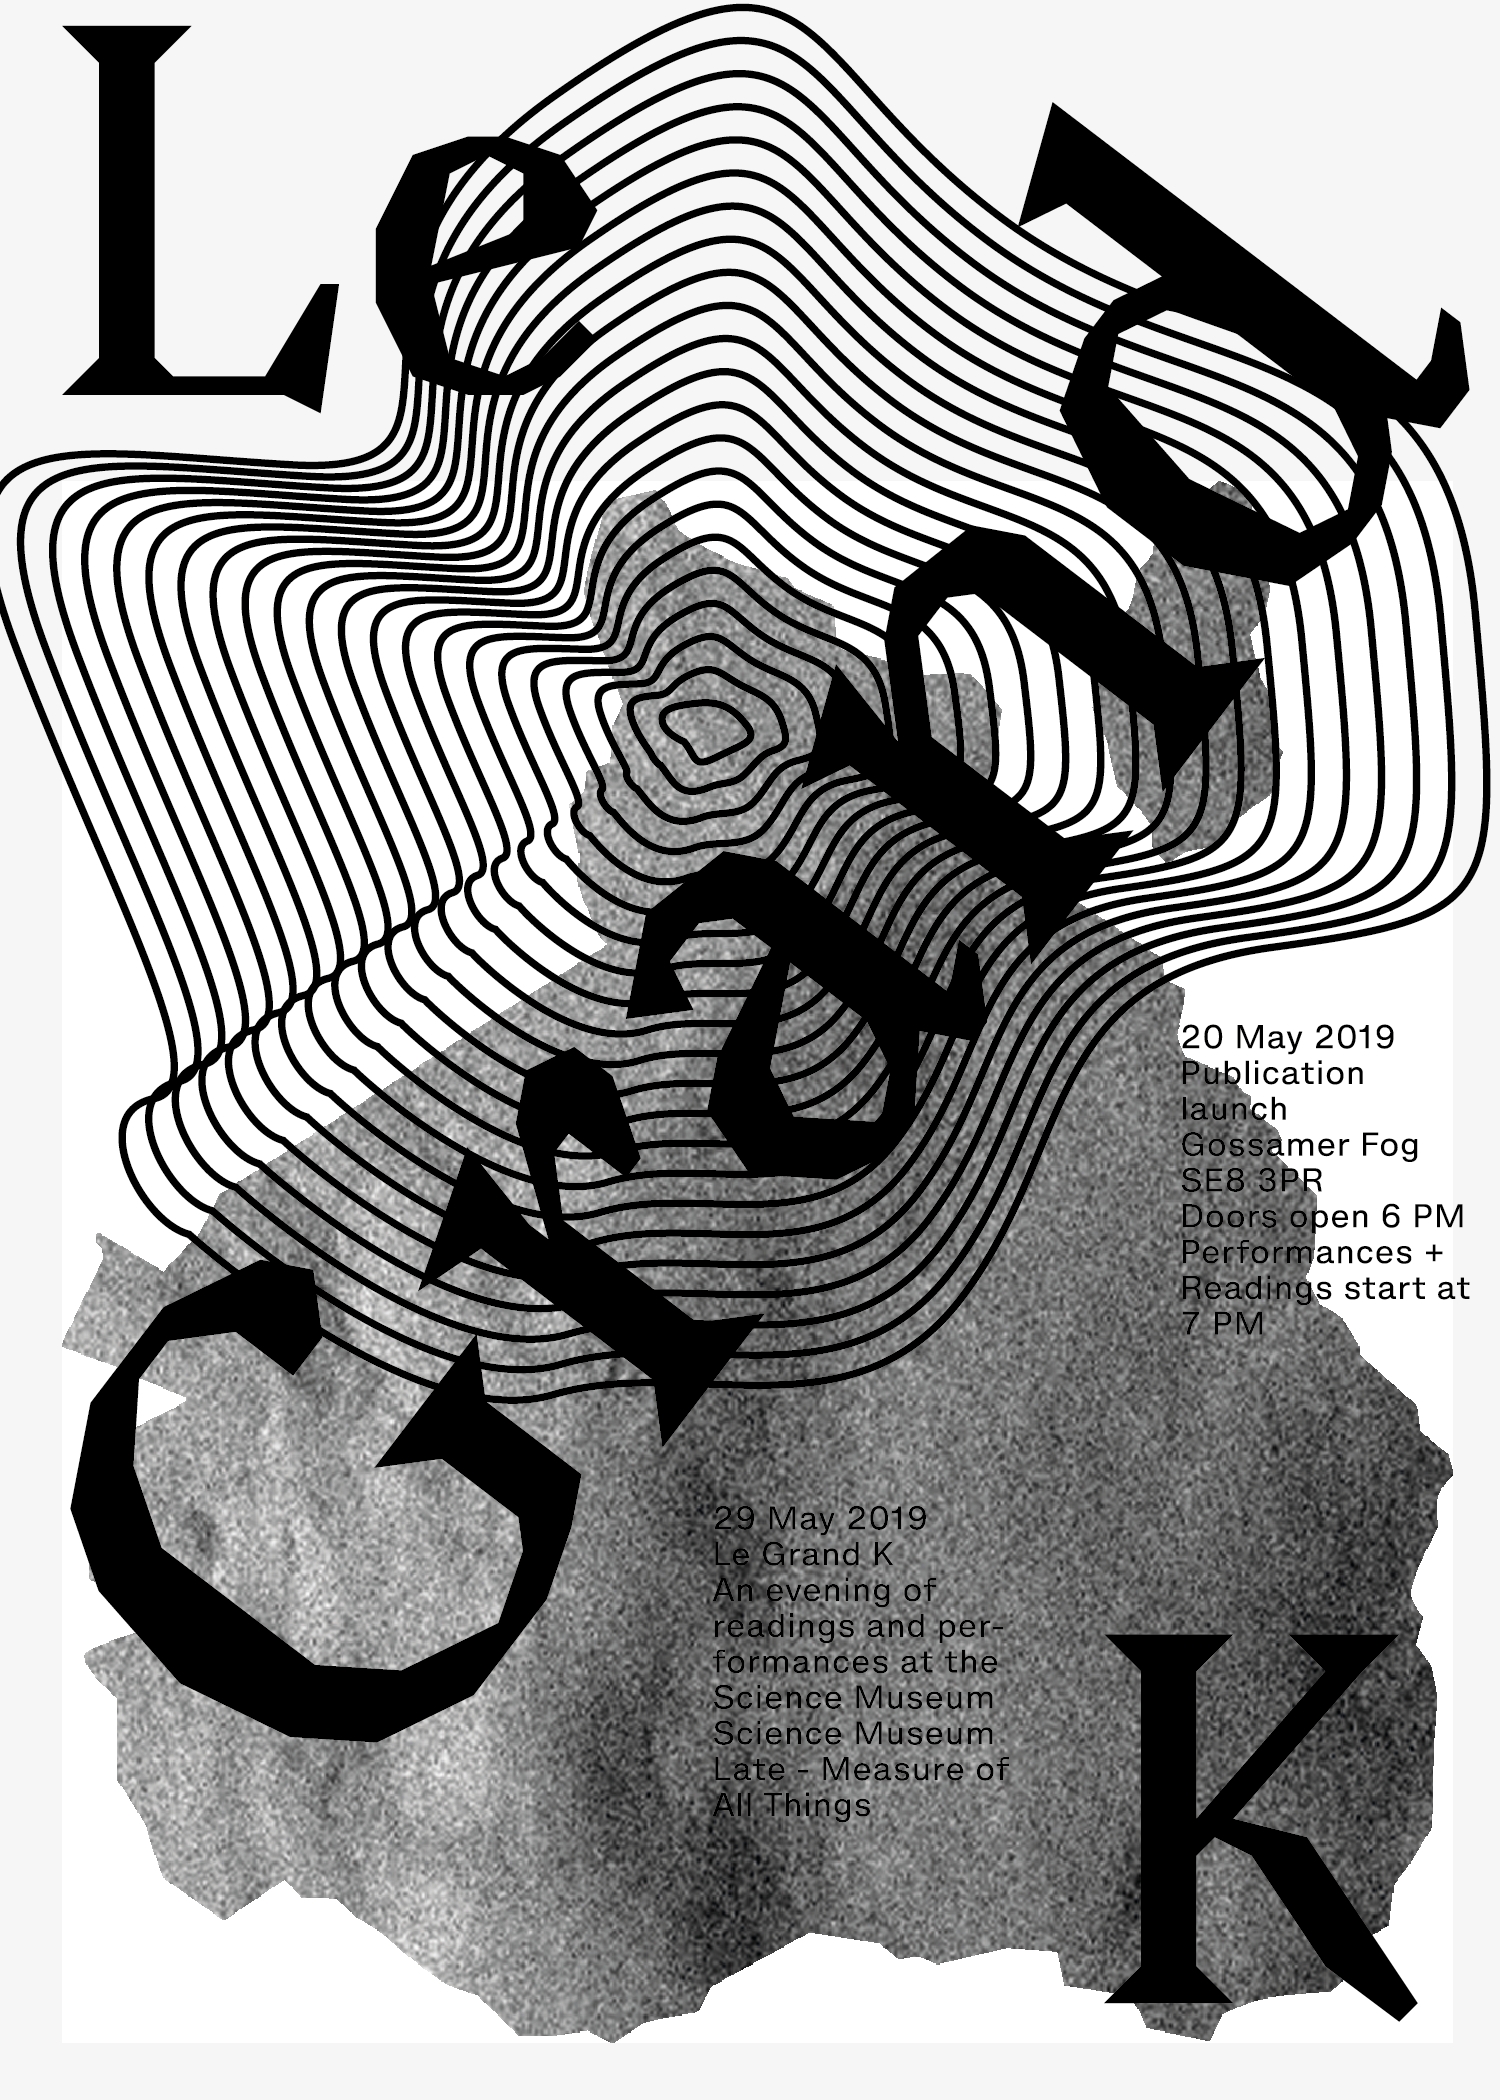 Le
Grand
K
20 May 2019
Publication
launch
Gossamer Fog
SE8 3PR
Doors open 6 PM
Performances +
Readings start at
7 PM
29 May 2019
Le Grand K
An evening of
readings and per-
formances at the
Science Museum
Science Museum
Late - Measure of
All Things